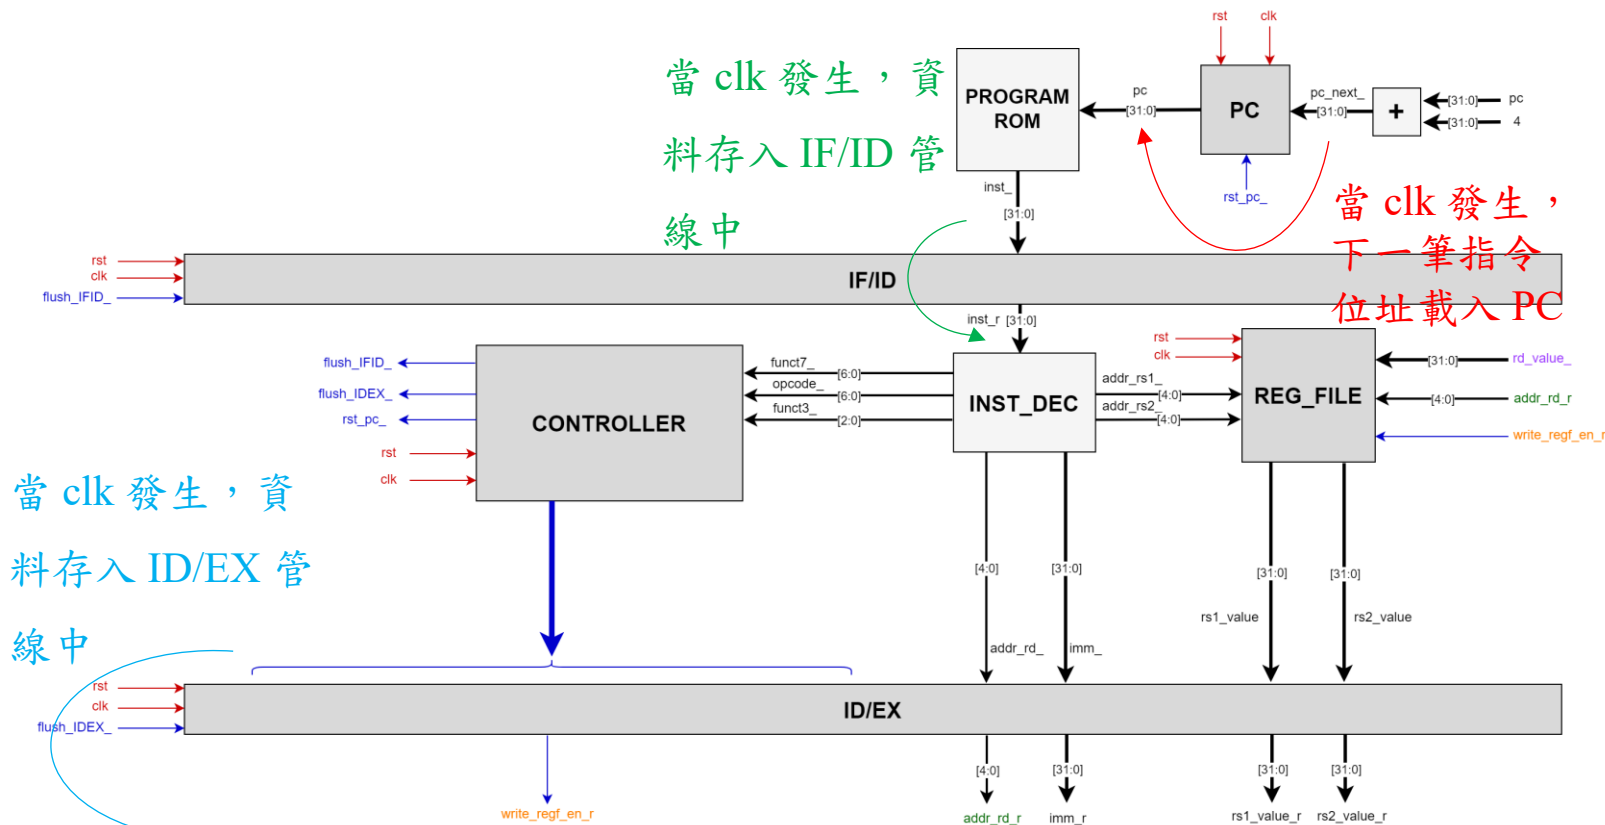 rst
clk
當 clk 發生，資
料存入 IF/ID 管
線中
PROGRAM
ROM
pc
[31:0]
PC
pc_next_
[31:0]
+
[31:0]
pc
[31:0]
4
rst_pc_
inst_
[31:0]
當 clk 發生，
下一筆指令
位址載入 PC
rst
clk
flush_IFID_
IF/ID
inst_r
[31:0]
flush_IFID_
flush_IDEX_
rst_pc_
rst
clk
CONTROLLER
funct7_
[6:0]
opcode_
[6:0]
funct3_
[2:0]
INST_DEC
addr_rs1_
[4:0]
addr_rs2_
[4:0]
rst
clk
REG_FILE
[31:0]
rd_value_
[4:0]
addr_rd_r
write_regf_en_r
當 clk 發生，資
料存入 ID/EX 管
線中
[4:0]
[31:0]
[31:0]
[31:0]
addr_rd_
imm_
rs1_value
rs2_value
rst
clk
flush_IDEX_
ID/EX
[4:0]
[31:0]
[31:0]
[31:0]
write_regf_en_r
addr_rd_r
imm_r
rs1_value_r
rs2_value_r